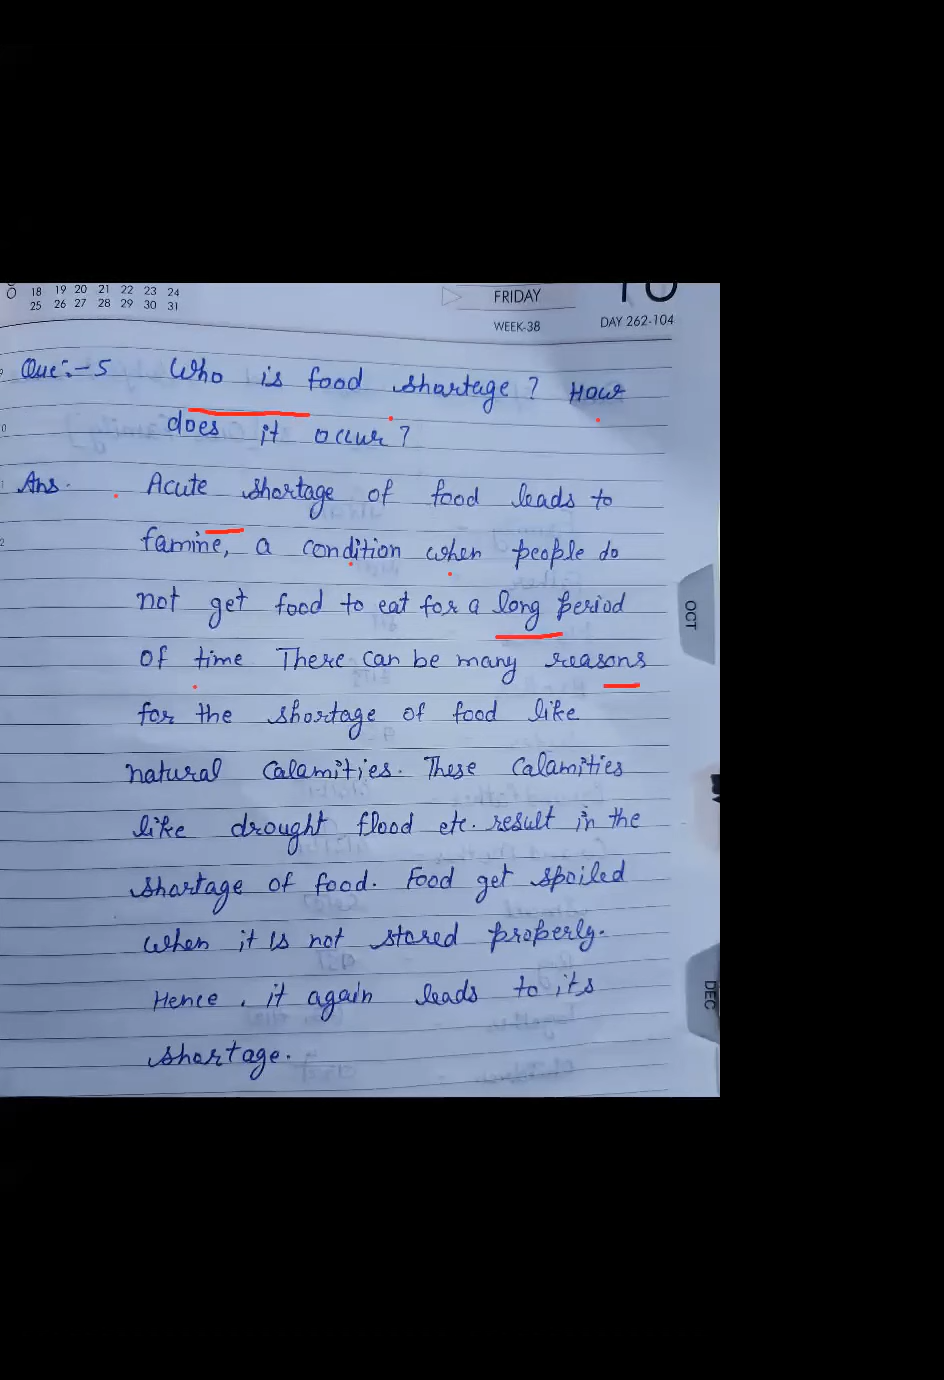 18 19 20 21 22 23 24
25 26 27 28 29 30 31
FRIDAY
WEEK-38
DAY 262-104
Que:-5 Who is food shartage? How
does it occur?
Ans. Acute shortage of food leads to
famine, a condition when people do
not get food to eat for a long period
of time There can be many reasons
for the shortage of food like
natural Calamities. These Calamities
like drought flood etc. result in the
shartage of food. Food get spoiled
when it is not stored properly.
Hence, it again leads to its
shortage.
OCT
DEC